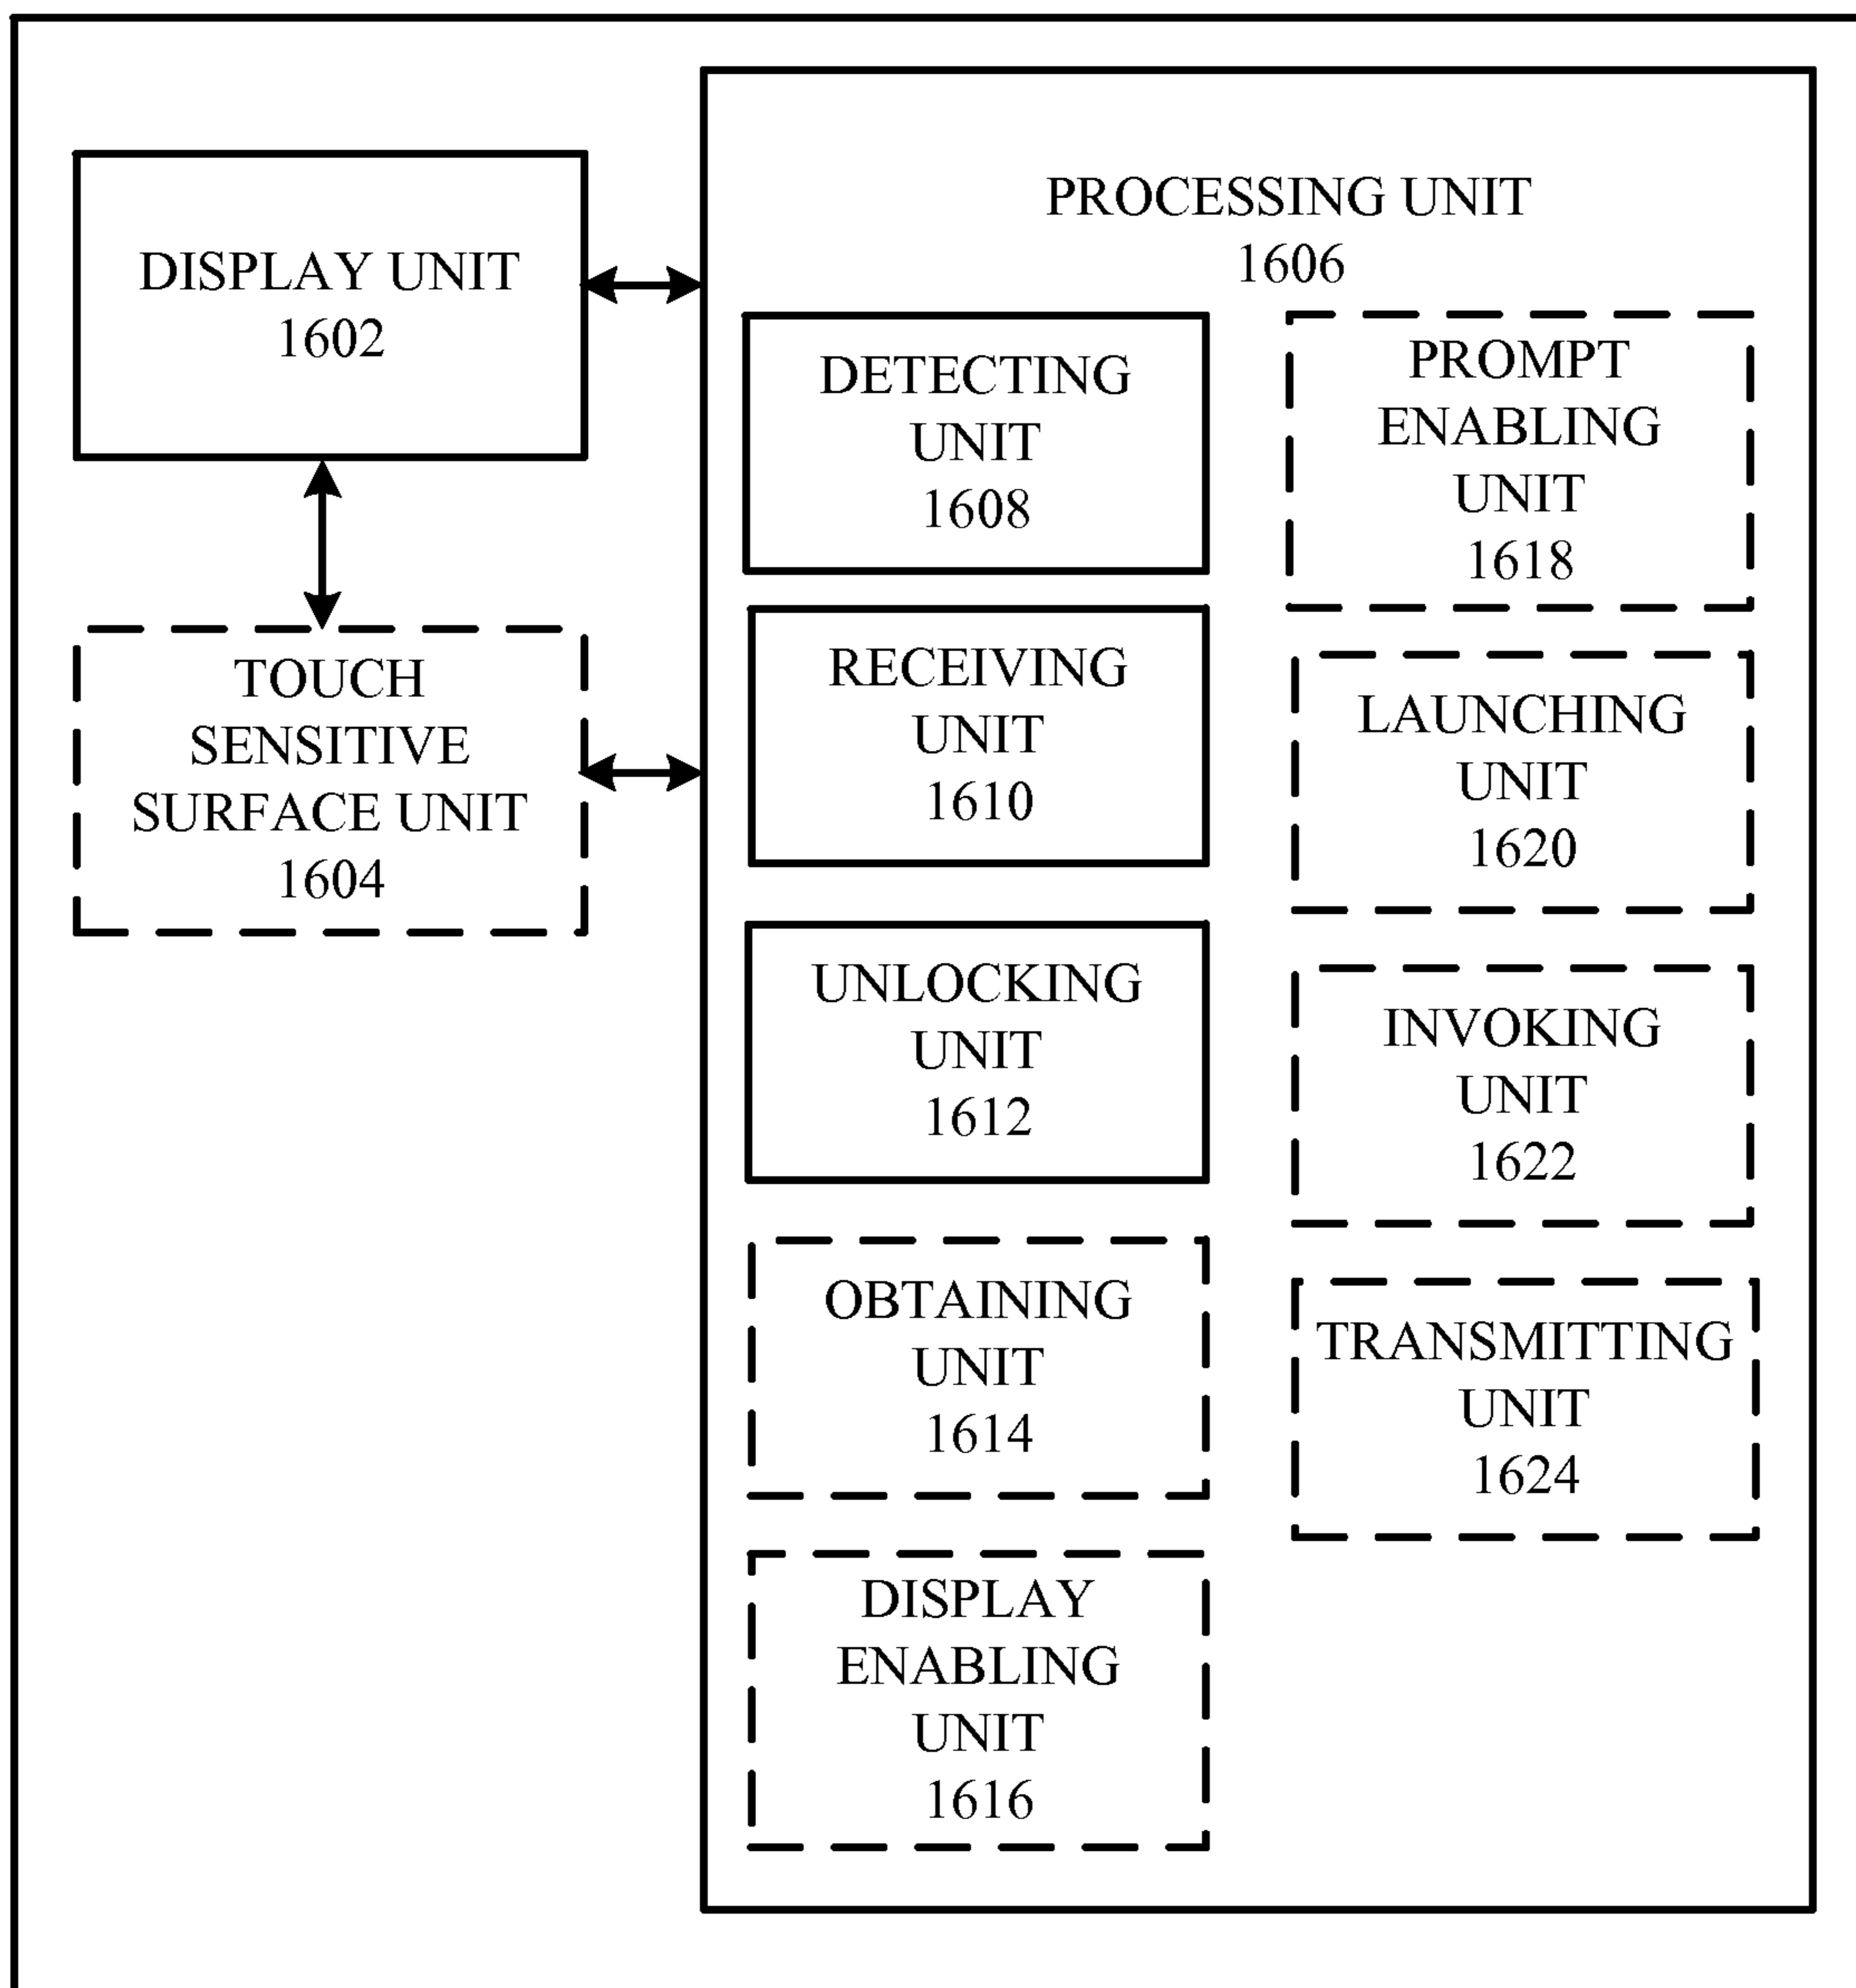 DISPLAY UNIT
1602
TOUCH
SENSITIVE
SURFACE UNIT
1604
PROCESSING UNIT
1606
DETECTING
UNIT
1608
RECEIVING
UNIT
1610
UNLOCKING
UNIT
1612
OBTAINING
UNIT
1614
DISPLAY
ENABLING
UNIT
1616
PROMPT
ENABLING
UNIT
1618
LAUNCHING
UNIT
1620
INVOKING
UNIT
1622
TRANSMITTING
UNIT
1624